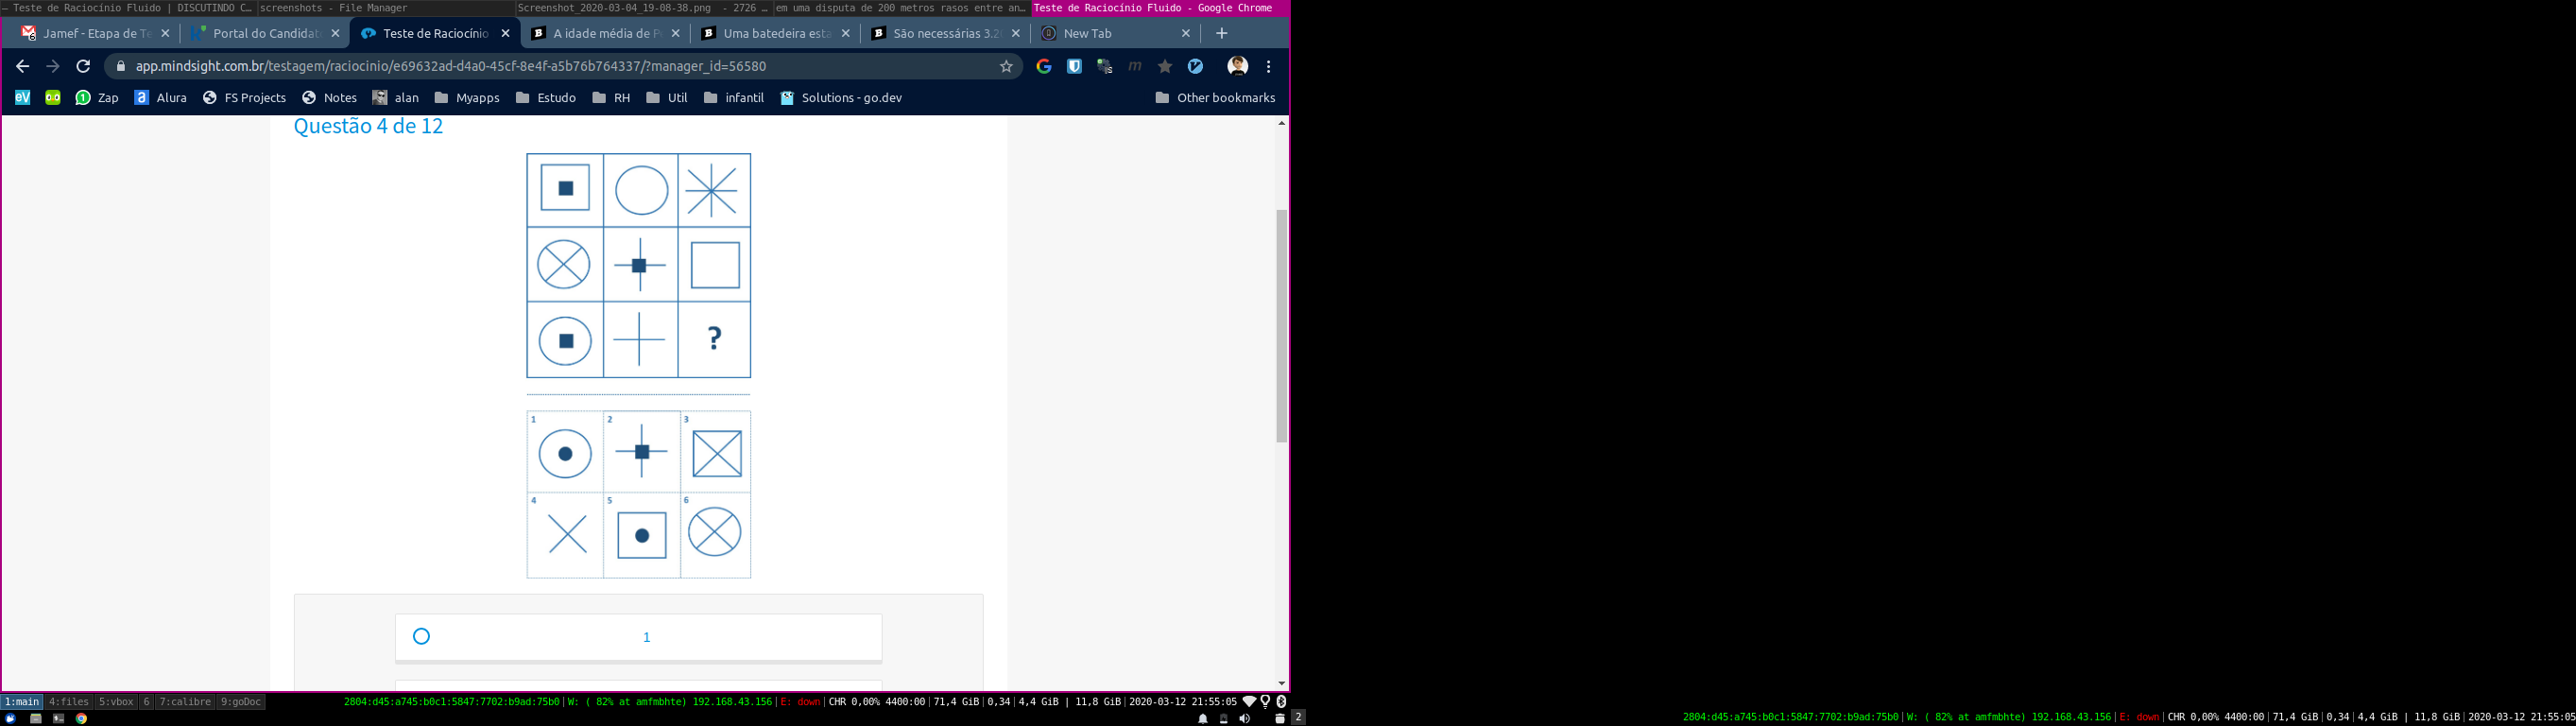 — Teste de Raciocínio Fluido | DISCUTINDO C… screenshots - File Manager Screenshot_2020-03-04_19-08-38.png - 2726 … em uma disputa de 200 metros rasos entre an… Teste de Raciocínio Fluido - Google Chrome
Jamef - Etapa de Te Portal do Candidat Teste de Raciocínio A idade média de P Uma batedeira esta São necessárias 3.2 New Tab
app.mindsight.com.br/testagem/raciocinio/e69632ad-d4a0-45cf-8e4f-a5b76b764337/?manager_id=56580
eV Zap Alura FS Projects Notes alan Myapps Estudo RH Util infantil Solutions - go.dev Other bookmarks
Questão 4 de 12
?
1 2 3
4 5 6
1
1:main 4:files 5:vbox 6 7:calibre 9:goDoc 2804:d45:a745:b0c1:5847:7702:b9ad:75b0 | W: ( 82% at amfmbhte) 192.168.43.156 | E: down | CHR 0,00% 4400:00 | 71,4 GiB | 0,34 | 4,4 GiB | 11,8 GiB | 2020-03-12 21:55:05
2 2804:d45:a745:b0c1:5847:7702:b9ad:75b0 | W: ( 82% at amfmbhte) 192.168.43.156 | E: down | CHR 0,00% 4400:00 | 71,4 GiB | 0,34 | 4,4 GiB | 11,8 GiB | 2020-03-12 21:55:05